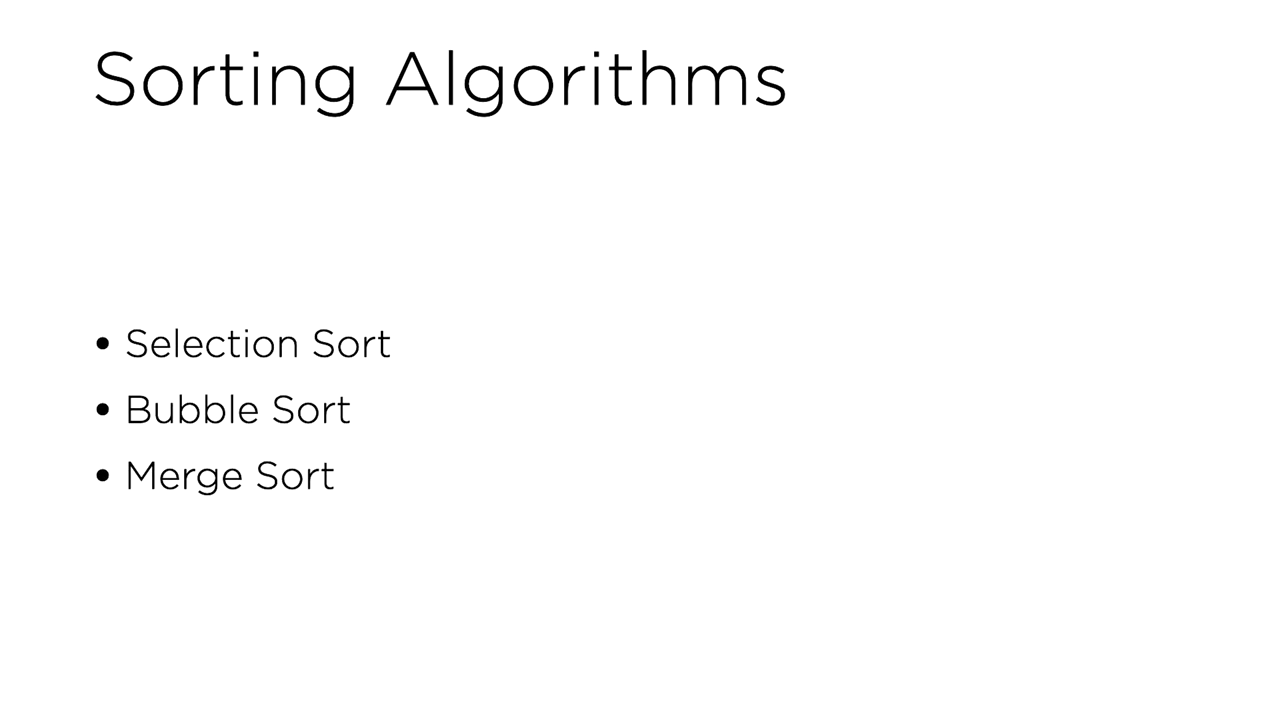 Sorting Algorithms
• Selection Sort
• Bubble Sort
• Merge Sort